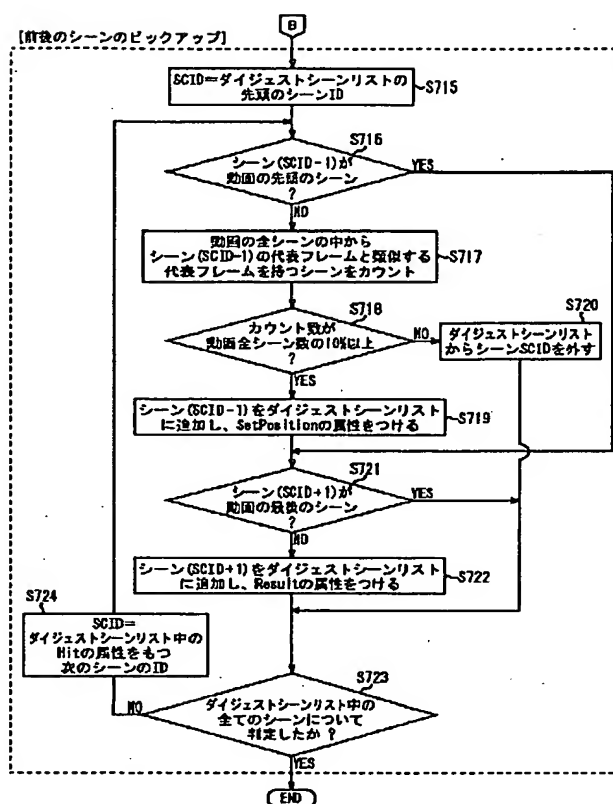 B
[前後のシーンのピックアップ]
SCID=ダイジェストシーンリストの
先頭のシーンID
S715
S716
シーン(SCID-1)が
動画の先頭のシーン
?
YES
NO
動画の全シーンの中から
シーン(SCID-1)の代表フレームと類似する
代表フレームを持つシーンをカウント
S717
S718
カウント数が
動画全シーン数の10%以上
?
NO
YES
S720
ダイジェストシーンリスト
からシーンSCIDを外す
シーン(SCID-1)をダイジェストシーンリスト
に追加し、SetPositionの属性をつける
S719
S721
シーン(SCID+1)が
動画の最後のシーン
?
YES
NO
シーン(SCID+1)をダイジェストシーンリスト
に追加し、Resultの属性をつける
S722
S724
SCID=
ダイジェストシーンリスト中の
Hitの属性をもつ
次のシーンのID
S723
ダイジェストシーンリスト中の
全てのシーンについて
判定したか ?
NO
YES
END